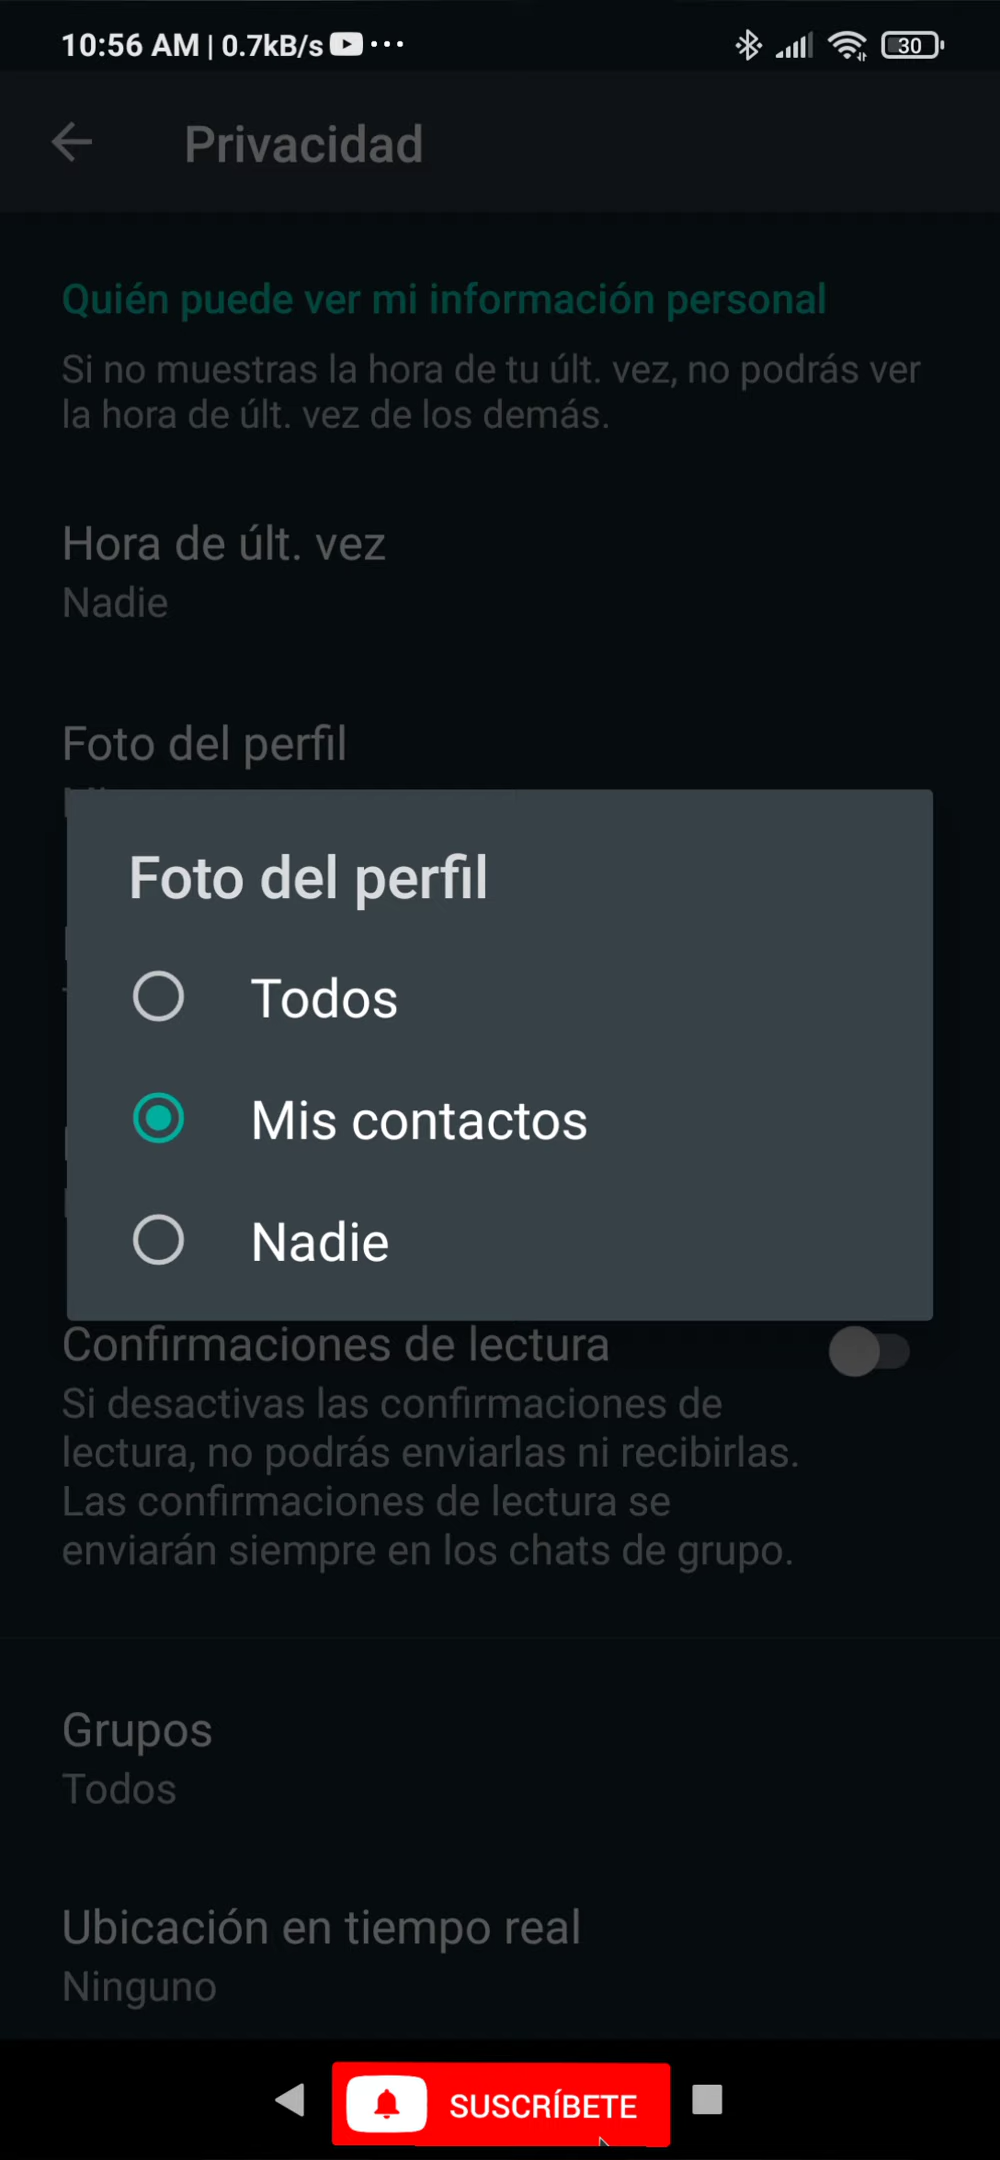 10:56 AM | 0.7kB/s ...
30
Privacidad
Quién puede ver mi información personal
Si no muestras la hora de tu últ. vez, no podrás ver
la hora de últ. vez de los demás.
Hora de últ. vez
Nadie
Foto del perfil
Foto del perfil
Todos
Mis contactos
Nadie
Confirmaciones de lectura
Si desactivas las confirmaciones de
lectura, no podrás enviarlas ni recibirlas.
Las confirmaciones de lectura se
enviarán siempre en los chats de grupo.
Grupos
Todos
Ubicación en tiempo real
Ninguno
SUSCRÍBETE